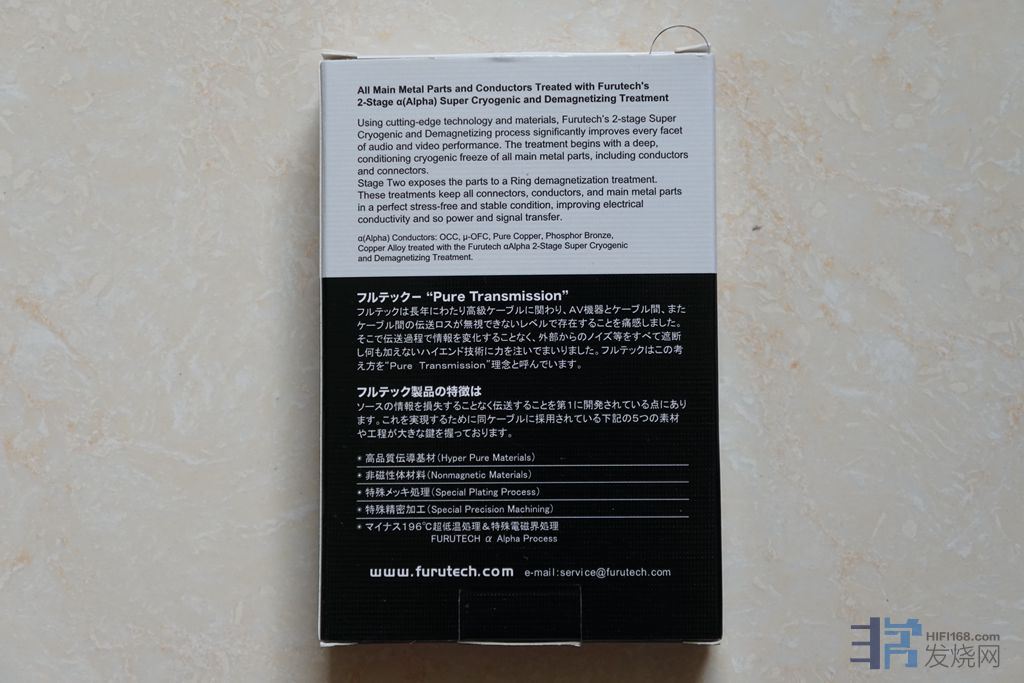 All Main Metal Parts and Conductors Treated with Furutech's
2-Stage α(Alpha) Super Cryogenic and Demagnetizing Treatment
Using cutting-edge technology and materials, Furutech's 2-stage Super
Cryogenic and Demagnetizing process significantly improves every facet
of audio and video performance. The treatment begins with a deep,
conditioning cryogenic freeze of all main metal parts, including conductors
and connectors.
Stage Two exposes the parts to a Ring demagnetization treatment.
These treatments keep all connectors, conductors, and main metal parts
in a perfect stress-free and stable condition, improving electrical
conductivity and so power and signal transfer.
α(Alpha) Conductors: OCC, μ-OFC, Pure Copper, Phosphor Bronze,
Copper Alloy treated with the Furutech αAlpha 2-Stage Super Cryogenic
and Demagnetizing Treatment.
フルテックー “Pure Transmission”
フルテックは長年にわたり高級ケーブルに関わり、AV機器とケーブル間、また
ケーブル間の伝送ロスが無視できないレベルで存在することを痛感しました。
そこで伝送過程で情報を変化することなく、外部からのノイズ等をすべて遮断
し何も加えないハイエンド技術に力を注いでまいりました。フルテックはこの考
え方を“Pure Transmission”理念と呼んでいます。
フルテック製品の特徴は
ソースの情報を損失することなく伝送することを第1に開発されている点にあり
ます。これを実現するために同ケーブルに採用されている下記の5つの素材
や工程が大きな鍵を握っております。
* 高品質伝導基材(Hyper Pure Materials)
* 非磁性体材料(Nonmagnetic Materials)
* 特殊メッキ処理(Special Plating Process)
* 特殊精密加工(Special Precision Machining)
* マイナス196℃超低温処理&特殊電磁界処理
FURUTECH α Alpha Process
www.furutech.com e-mail:service@furutech.com
HIFI168.com
发烧网